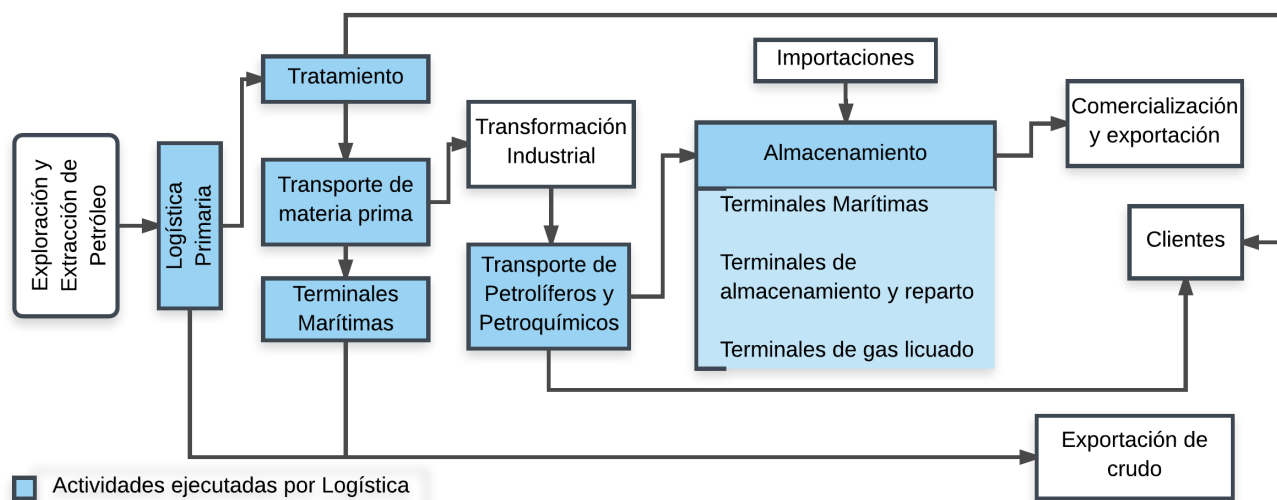 Exploración y
Extracción de
Petróleo
Logística
Primaria
Tratamiento
Transporte de
materia prima
Terminales
Marítimas
Transformación
Industrial
Transporte de
Petrolíferos y
Petroquímicos
Importaciones
Almacenamiento
Terminales Marítimas
Terminales de
almacenamiento y reparto
Terminales de gas licuado
Comercialización
y exportación
Clientes
Exportación de
crudo
Actividades ejecutadas por Logística